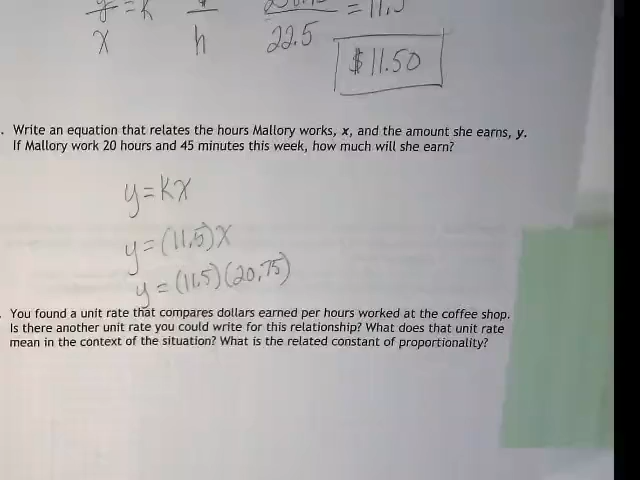 y/x = k $/h /22.5 = 11.5
$11.50
. Write an equation that relates the hours Mallory works, x, and the amount she earns, y.
If Mallory work 20 hours and 45 minutes this week, how much will she earn?
y=kx
y=(11.5)x
y=(11.5)(20.75)
. You found a unit rate that compares dollars earned per hours worked at the coffee shop.
Is there another unit rate you could write for this relationship? What does that unit rate
mean in the context of the situation? What is the related constant of proportionality?